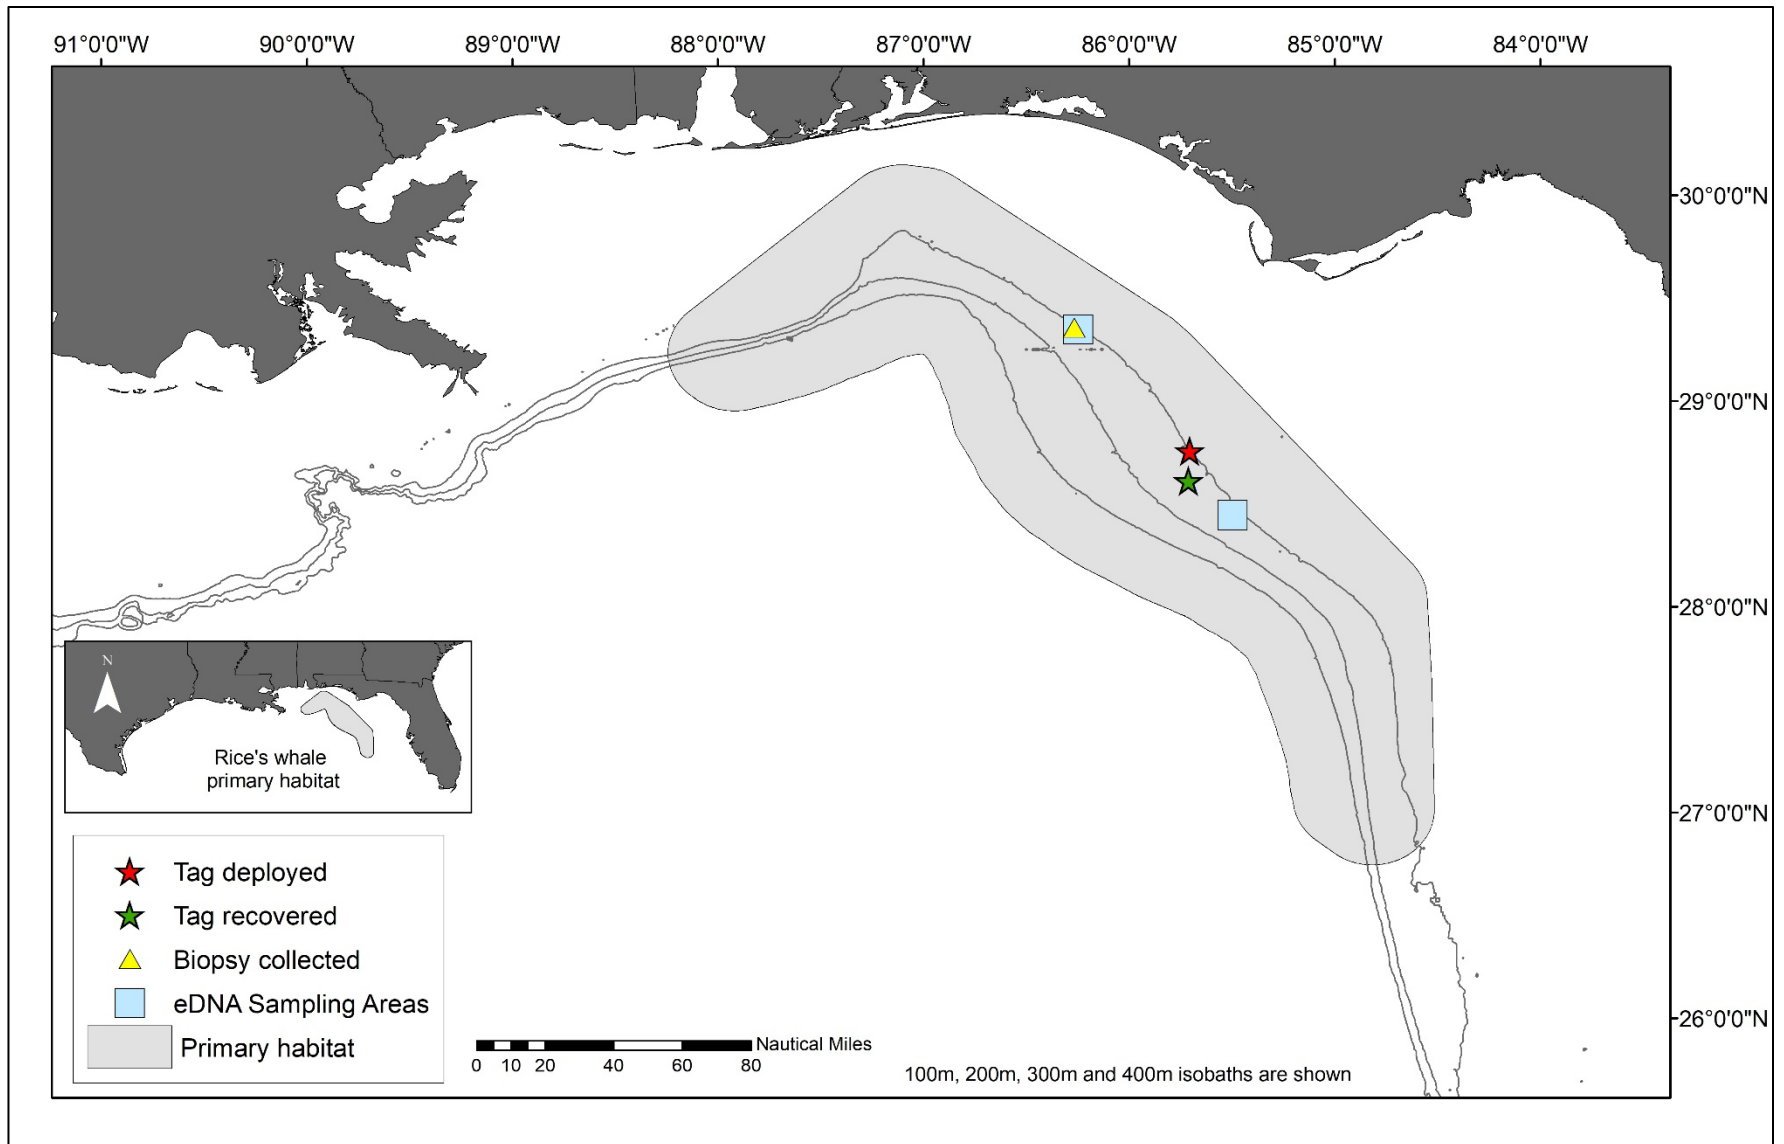 91°0'0"W 90°0'0"W 89°0'0"W 88°0'0"W 87°0'0"W 86°0'0"W 85°0'0"W 84°0'0"W
30°0'0"N
29°0'0"N
28°0'0"N
27°0'0"N
26°0'0"N
N
Rice's whale
primary habitat
Tag deployed
Tag recovered
Biopsy collected
eDNA Sampling Areas
Primary habitat
Nautical Miles
0 10 20 40 60 80
100m, 200m, 300m and 400m isobaths are shown